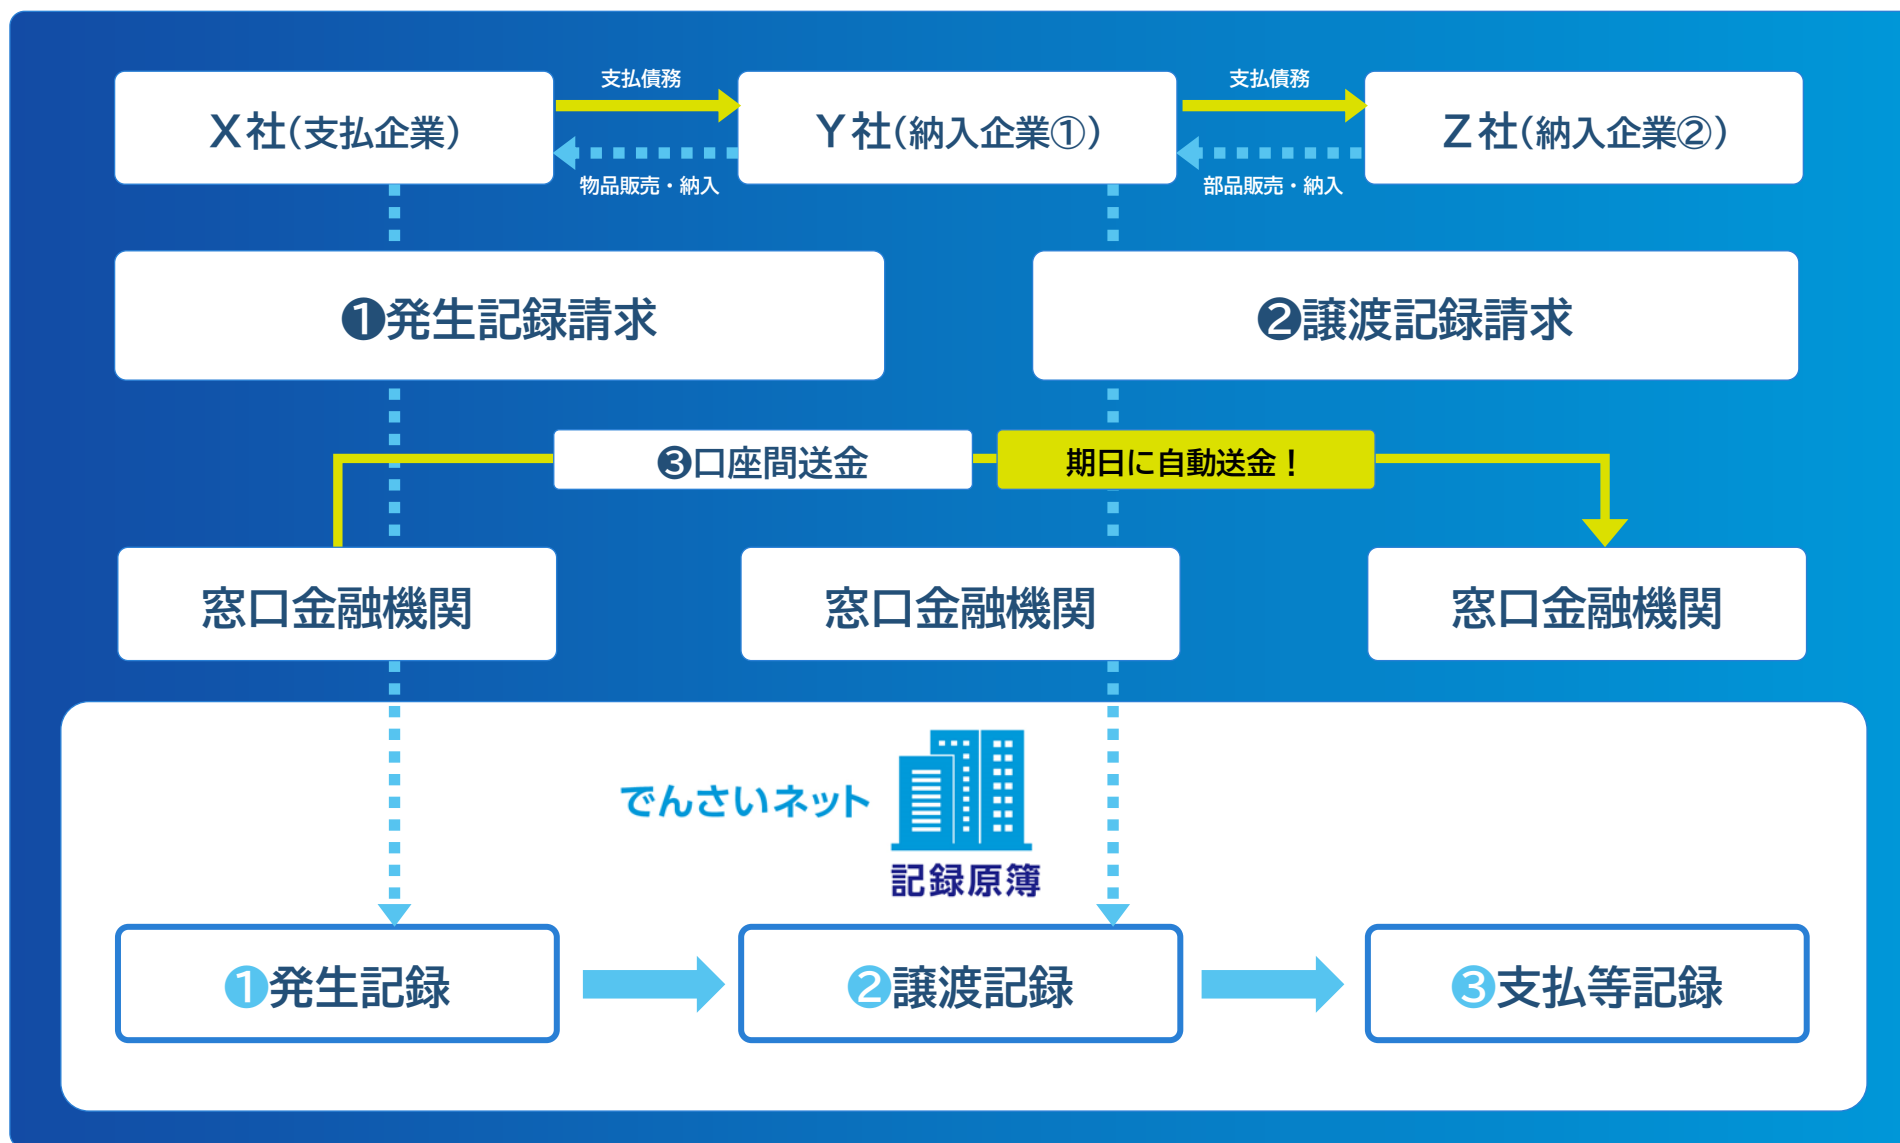 支払債務
支払債務
X社(支払企業)
Y社(納入企業①)
Z社(納入企業②)
物品販売・納入
部品販売・納入
❶発生記録請求
❷譲渡記録請求
❸口座間送金
期日に自動送金！
窓口金融機関
窓口金融機関
窓口金融機関
でんさいネット
記録原簿
❶発生記録
❷譲渡記録
❸支払等記録